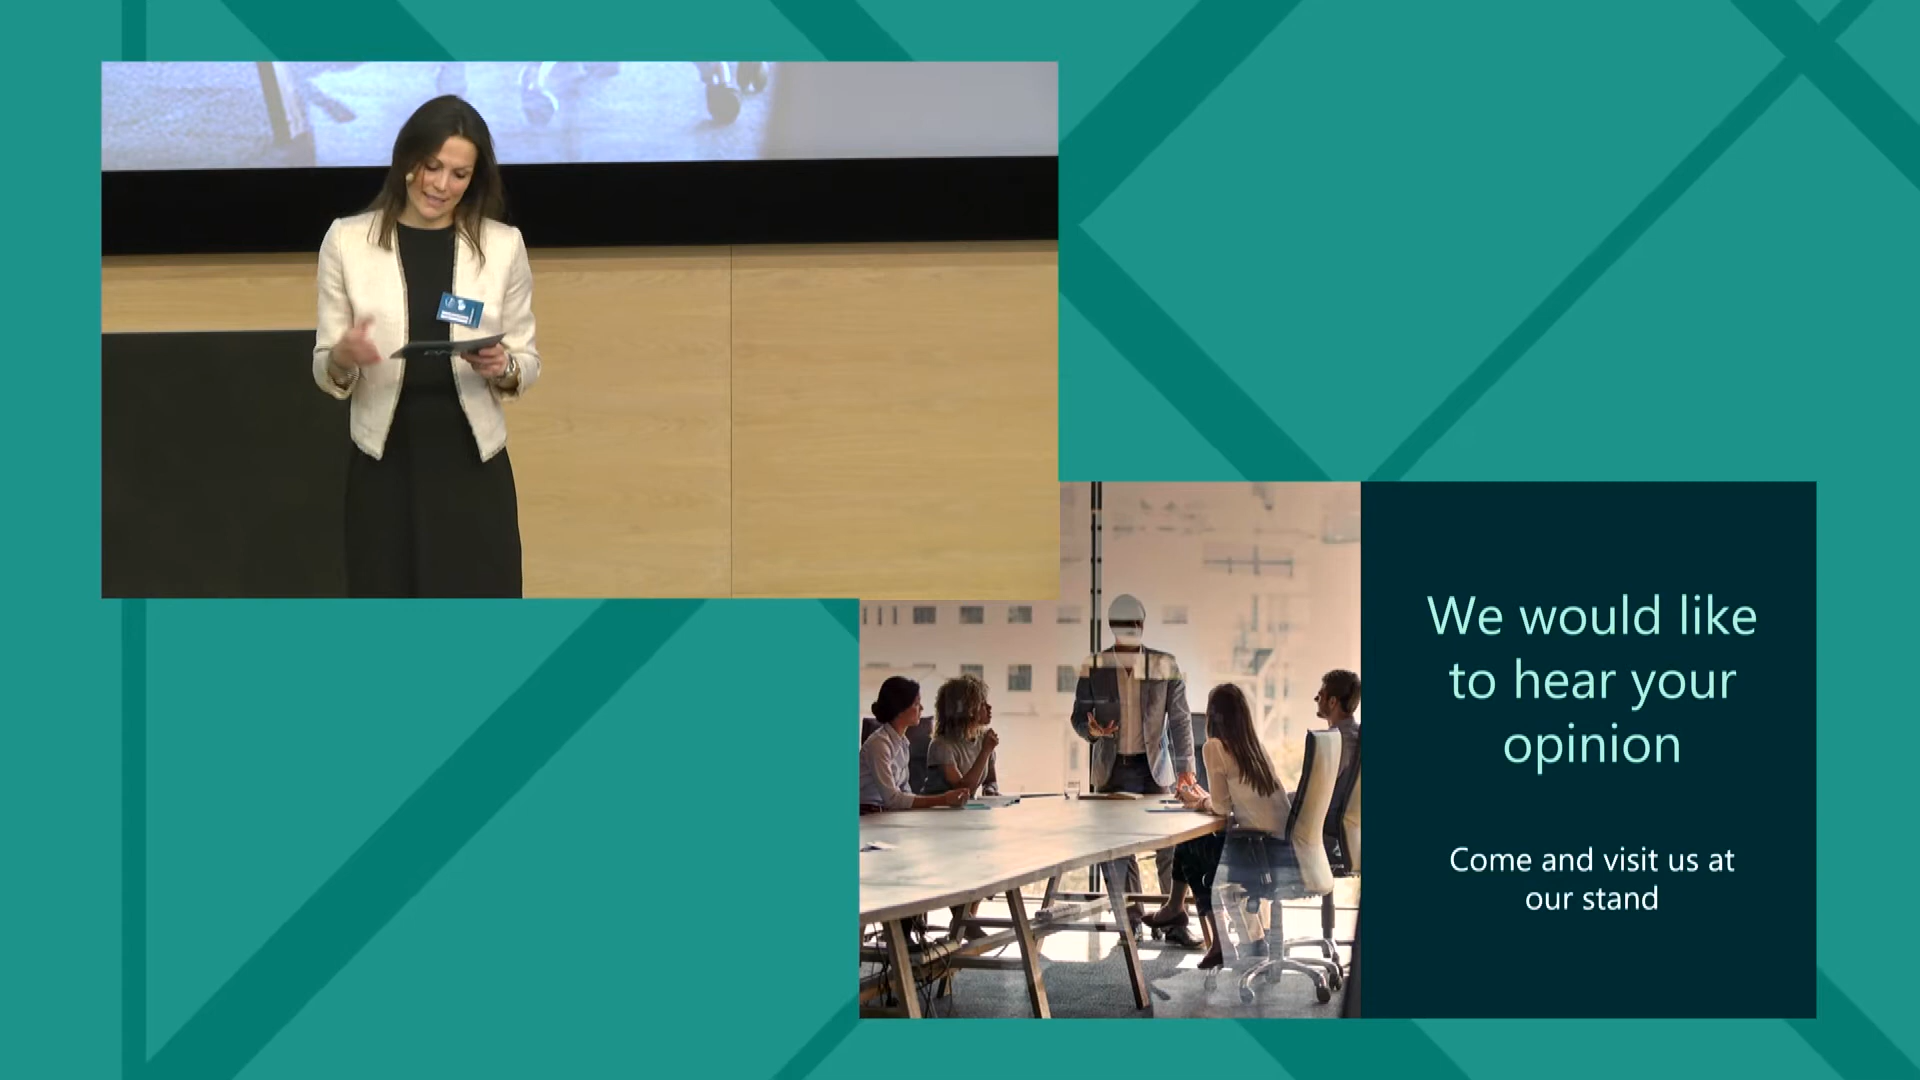 We would like
to hear your
opinion
Come and visit us at
our stand